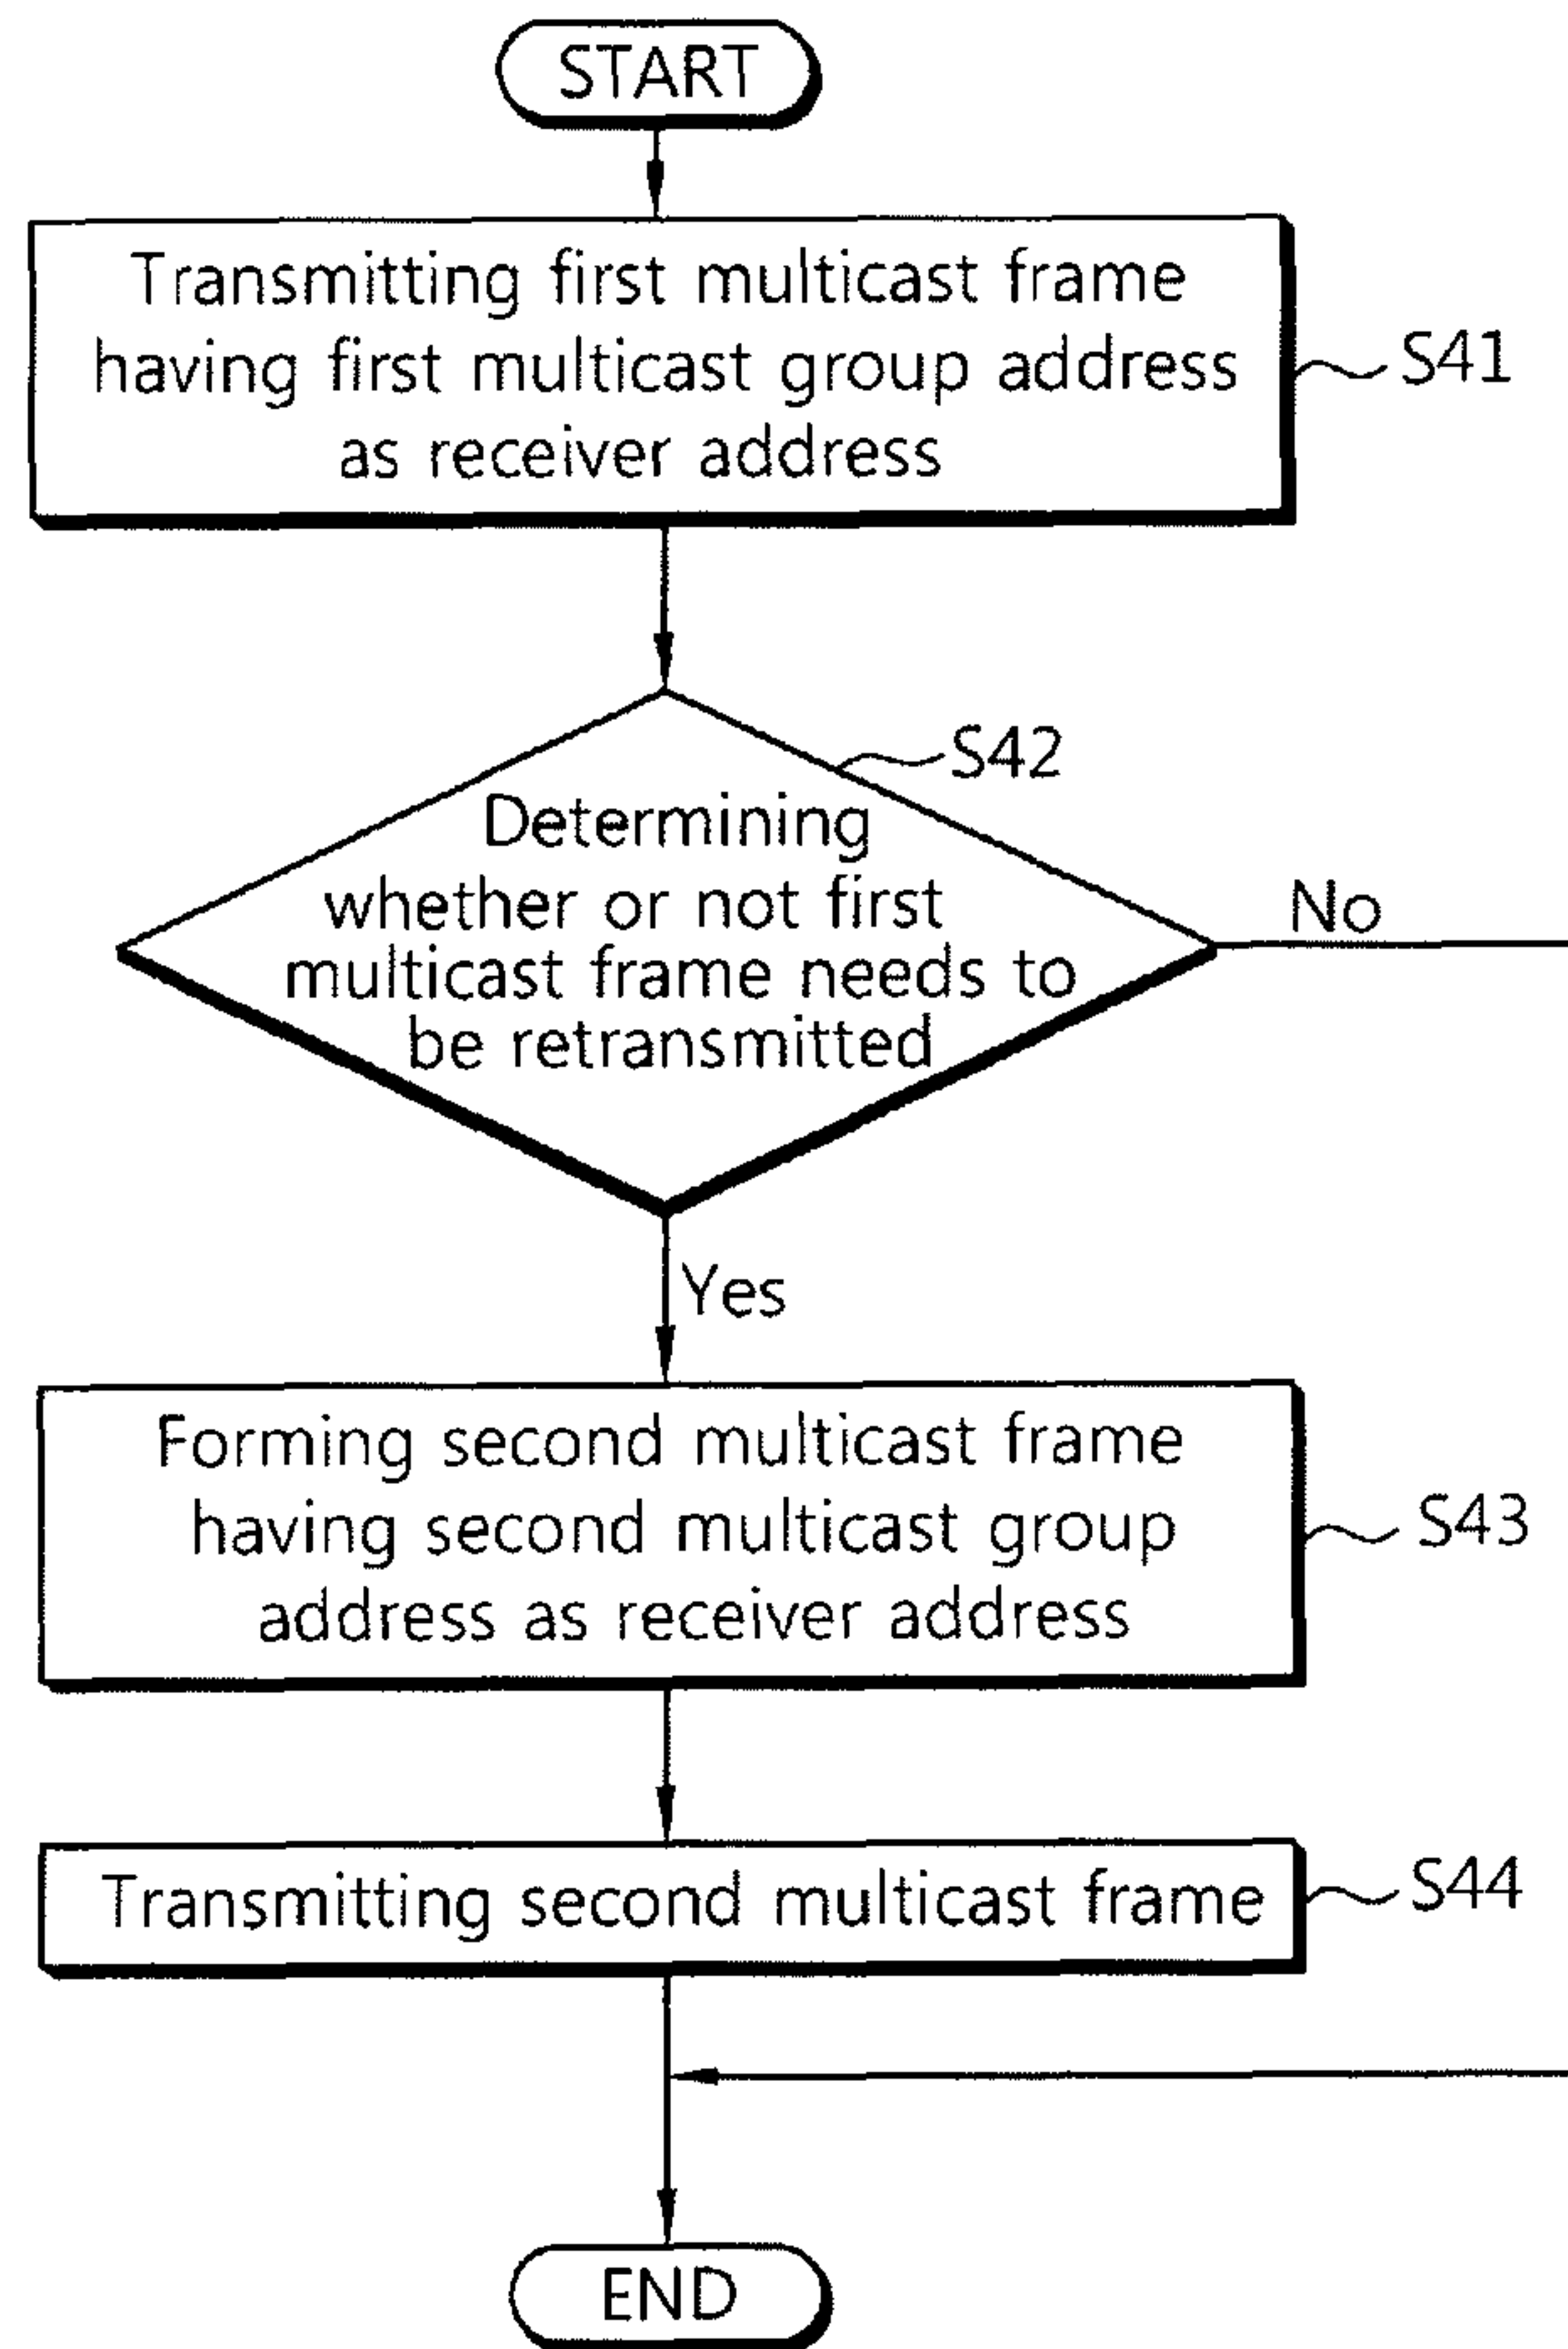 START
Transmitting first multicast frame
having first multicast group address
as receiver address
S41
S42
Determining
whether or not first
multicast frame needs to
be retransmitted
No
Yes
Forming second multicast frame
having second multicast group
address as receiver address
S43
Transmitting second multicast frame
S44
END